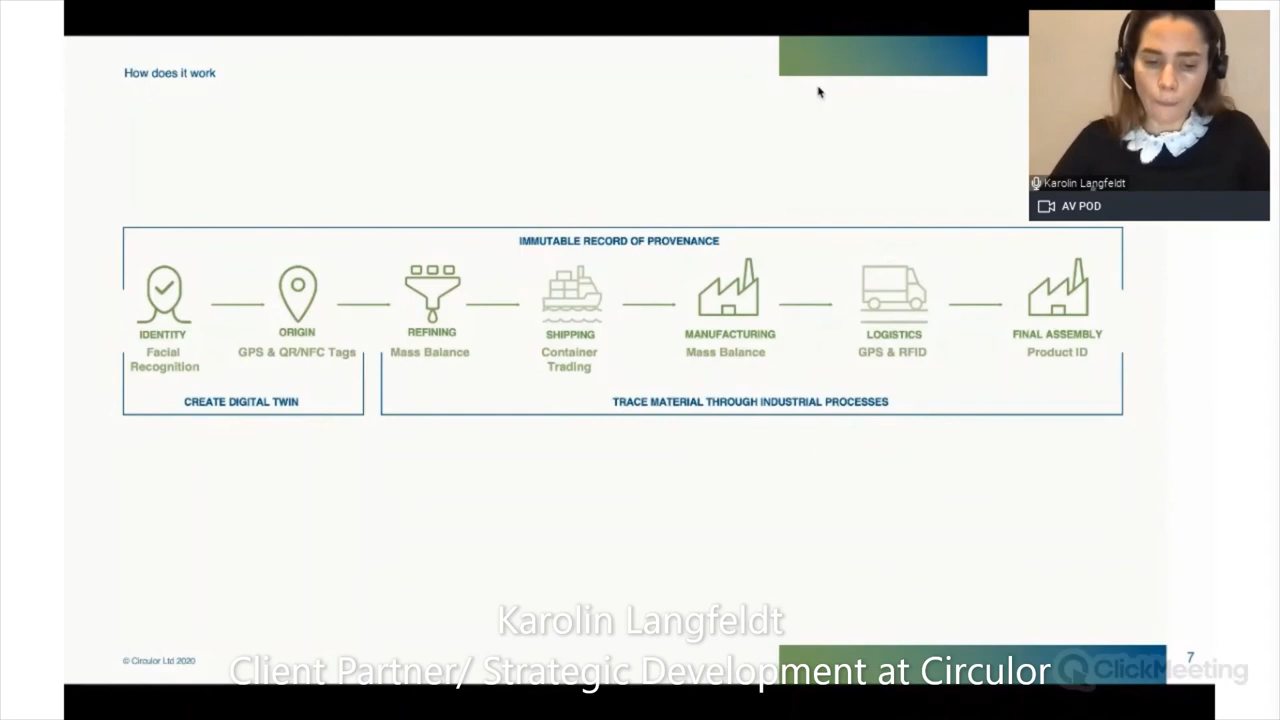 How does it work
Karolin Langfeldt
AV POD
IMMUTABLE RECORD OF PROVENANCE
IDENTITY
Facial
Recognition
ORIGIN
GPS & QR/NFC Tags
REFINING
Mass Balance
SHIPPING
Container
Trading
MANUFACTURING
Mass Balance
LOGISTICS
GPS & RFID
FINAL ASSEMBLY
Product ID
CREATE DIGITAL TWIN
TRACE MATERIAL THROUGH INDUSTRIAL PROCESSES
Karolin Langfeldt
Client Partner/ Strategic Development at Circulor
© Circulor Ltd 2020
7
ClickMeeting